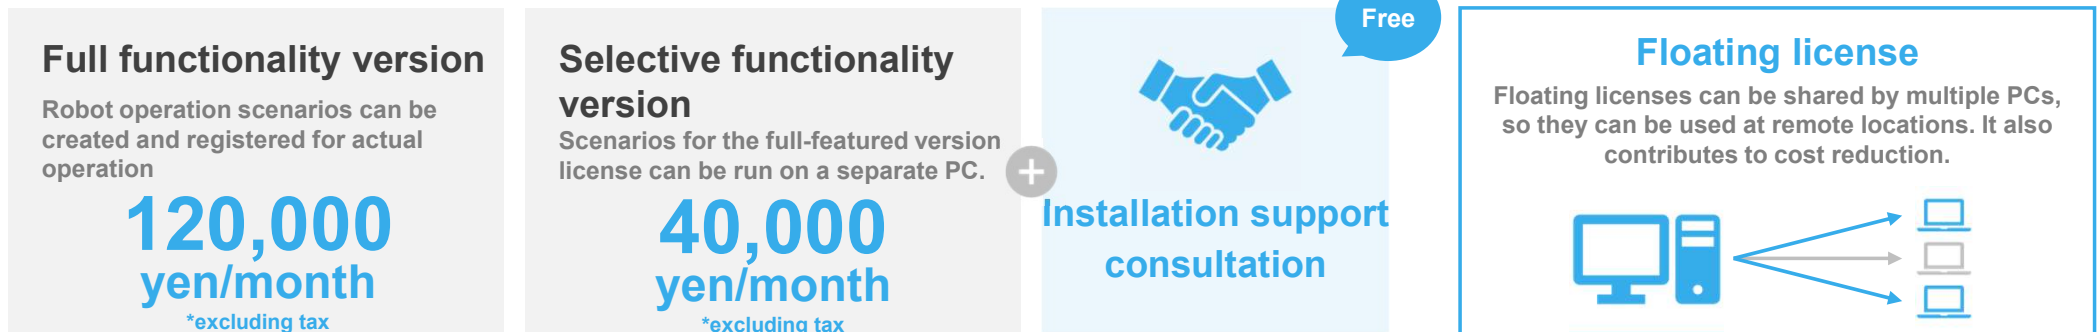 Full functionality version
Robot operation scenarios can be
created and registered for actual
operation
120,000
yen/month
*excluding tax
Selective functionality
version
Scenarios for the full-featured version
license can be run on a separate PC.
40,000
yen/month
*excluding tax
+
Free
Installation support
consultation
Floating license
Floating licenses can be shared by multiple PCs,
so they can be used at remote locations. It also
contributes to cost reduction.